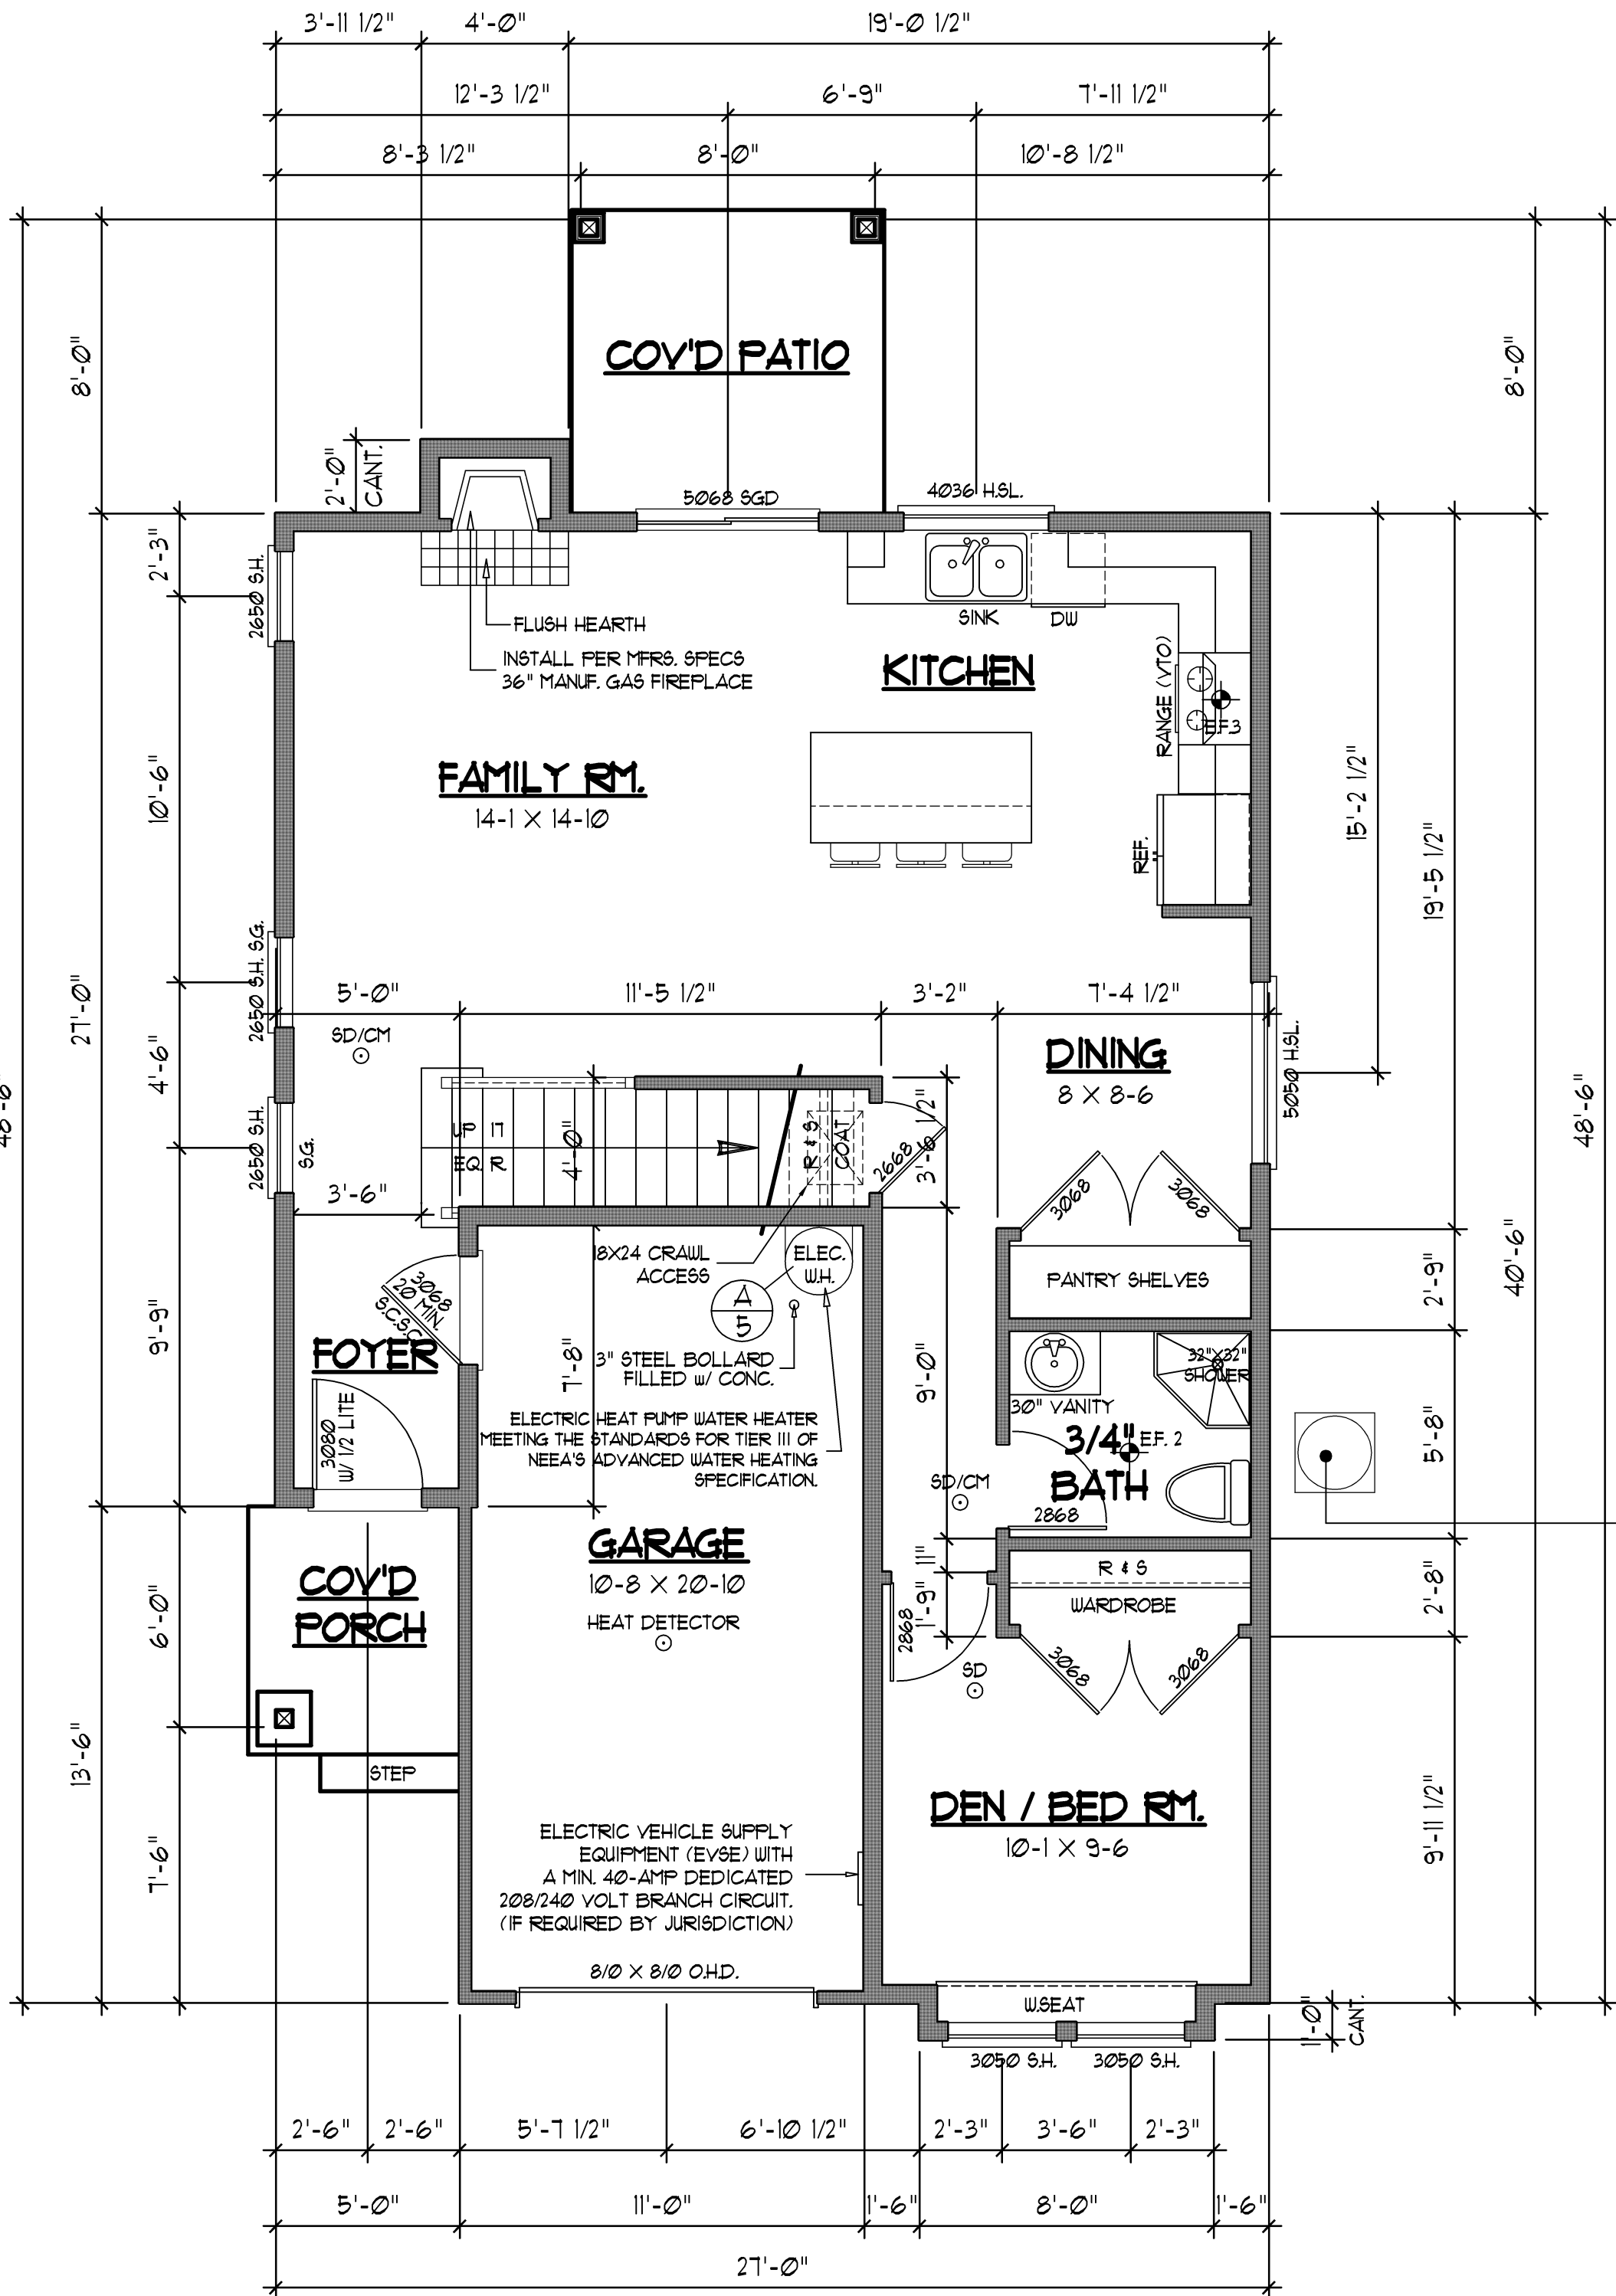 3'-11 1/2" 4'-0" 19'-0 1/2"
12'-3 1/2" 6'-9" 7'-11 1/2"
8'-3 1/2" 8'-0" 10'-8 1/2"
8'-0"
COV'D PATIO
8'-0"
2'-0"
CANT.
5068 SGD
4036 H.SL.
2'-3"
2650 S.H.
SINK
DW
FLUSH HEARTH
INSTALL PER MFRS. SPECS
36" MANUF. GAS FIREPLACE
KITCHEN
RANGE (VTO)
E.F.3
FAMILY RM.
14-1 X 14-10
10'-6"
REF.
15'-2 1/2"
19'-5 1/2"
27'-0"
2650 S.H. S.G.
5'-0" 11'-5 1/2" 3'-2" 7'-4 1/2"
SD/CM
4'-6"
DINING
8 X 8-6
5050 H.SL.
48'-6"
48'-6"
2650 S.H.
S.G.
UP 17
EQ. R
4'-0"
R & S
COAT
2668
3'-6 1/2"
3'-6"
3068
3068
18X24 CRAWL
ACCESS
ELEC.
W.H.
PANTRY SHELVES
2'-9"
40'-6"
A
5
3068
20 MIN.
S.C.S.C.
FOYER
9'-9"
7'-8"
3" STEEL BOLLARD
FILLED w/ CONC.
9'-0"
32"X32"
SHOWER
30" VANITY
3080
W/ 1/2 LITE
ELECTRIC HEAT PUMP WATER HEATER
MEETING THE STANDARDS FOR TIER III OF
NEEA'S ADVANCED WATER HEATING
SPECIFICATION.
3/4"
BATH
E.F. 2
5'-8"
SD/CM
2868
GARAGE
10-8 X 20-10
HEAT DETECTOR
11"
1'-9"
R & S
WARDROBE
2'-8"
COV'D
PORCH
6'-0"
2868
SD
3068
3068
13'-6"
STEP
DEN / BED RM.
10-1 X 9-6
9'-11 1/2"
7'-6"
ELECTRIC VEHICLE SUPPLY
EQUIPMENT (EVSE) WITH
A MIN. 40-AMP DEDICATED
208/240 VOLT BRANCH CIRCUIT.
(IF REQUIRED BY JURISDICTION)
8/0 X 8/0 O.H.D.
W.SEAT
1'-0"
CANT.
3050 S.H. 3050 S.H.
2'-6" 2'-6" 5'-7 1/2" 6'-10 1/2" 2'-3" 3'-6" 2'-3"
5'-0" 11'-0" 1'-6" 8'-0" 1'-6"
27'-0"